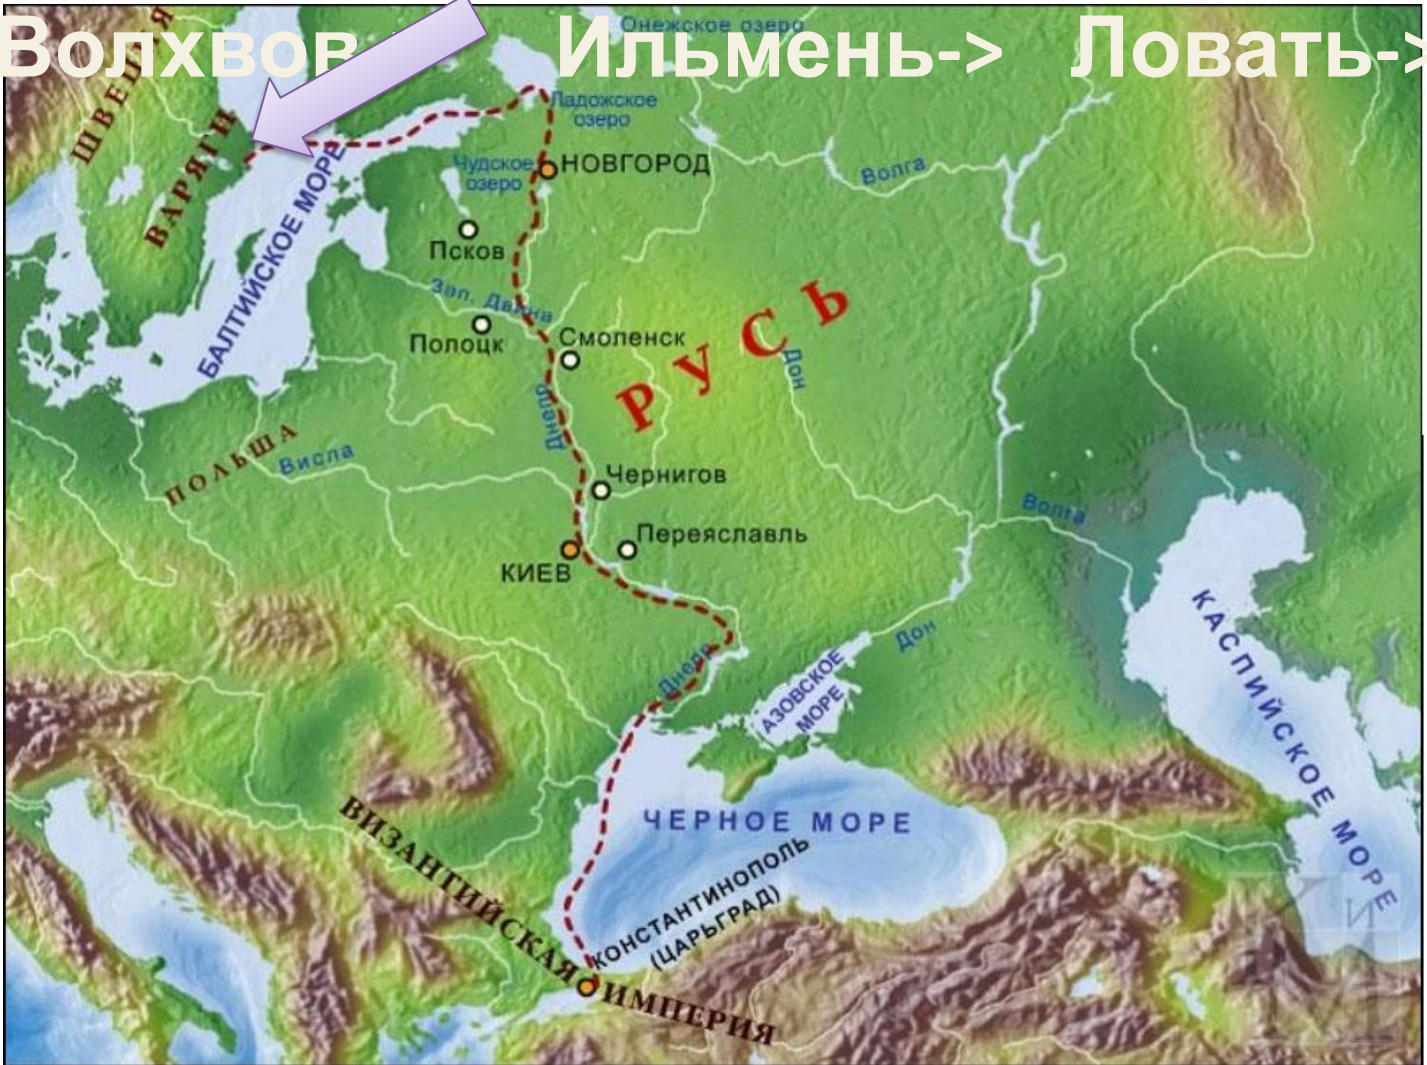 Волхвов Ильмень-> Ловать->
Онежское озеро
ШВЕЦИЯ
ВАРЯГИ
Ладожское
озеро
БАЛТИЙСКОЕ МОРЕ
Чудское
озеро
НОВГОРОД
Волга
Псков
Зап. Двина
Полоцк
Смоленск
РУСЬ
Дон
Днепр
ПОЛЬША
Висла
Чернигов
Волга
Переяславль
КИЕВ
Дон
Днепр
АЗОВСКОЕ
МОРЕ
КАСПИЙСКОЕ МОРЕ
ЧЕРНОЕ МОРЕ
ВИЗАНТИЙСКАЯ ИМПЕРИЯ
КОНСТАНТИНОПОЛЬ
(ЦАРЬГРАД)
КиМ